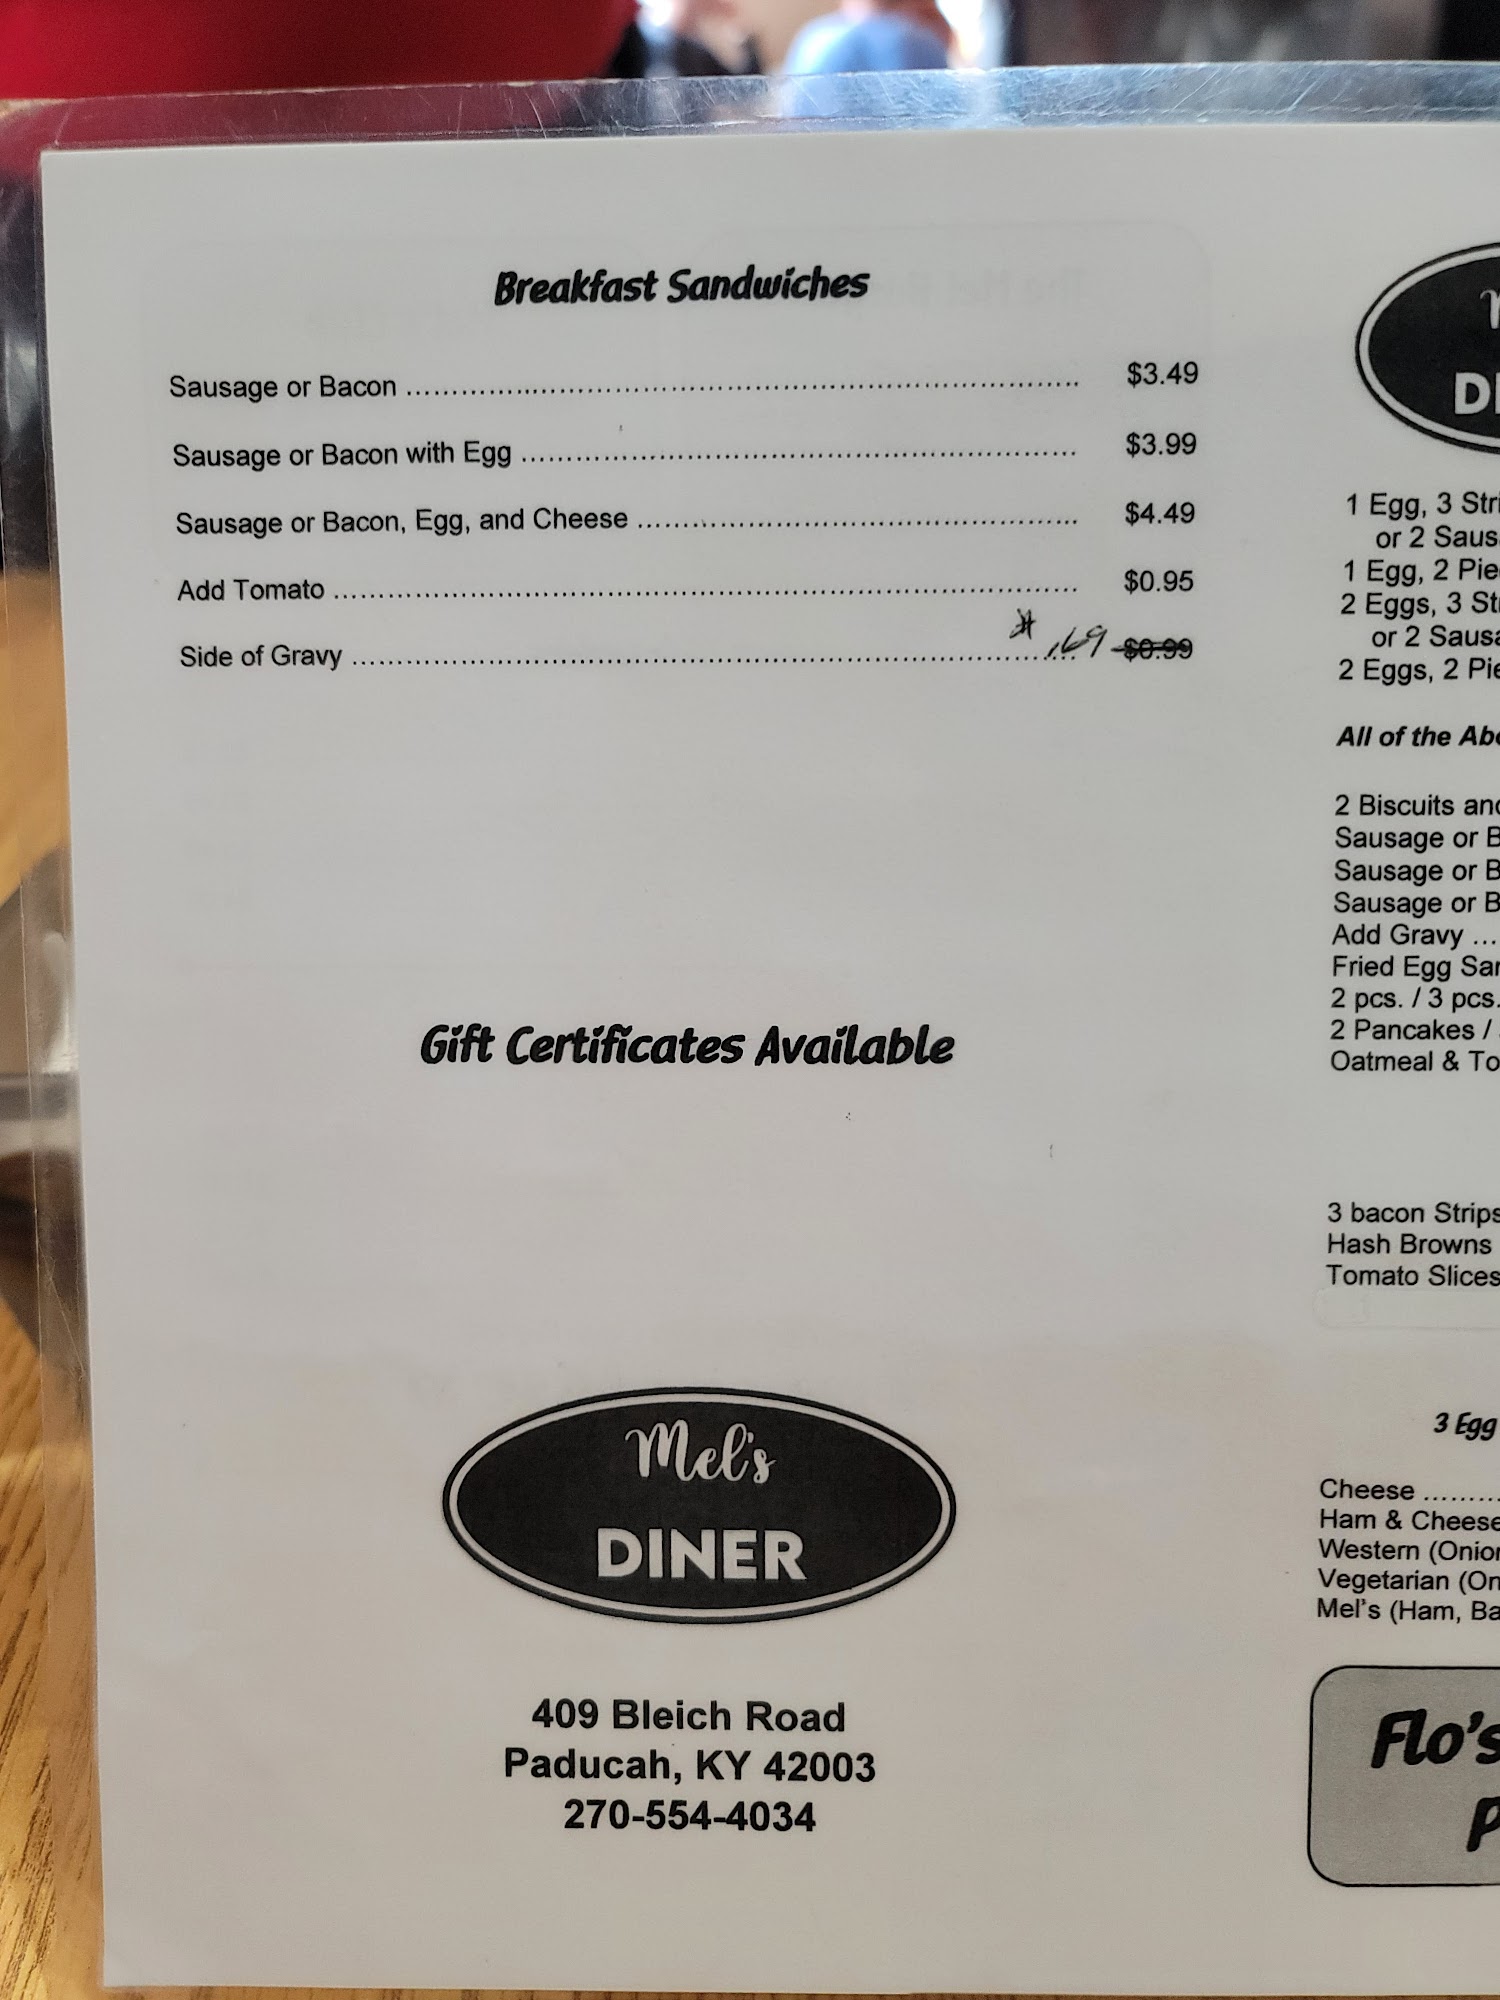 Breakfast Sandwiches
Sausage or Bacon ........ $3.49
Sausage or Bacon with Egg ........ $3.99
Sausage or Bacon, Egg, and Cheese ........ $4.49
Add Tomato ........ $0.95
Side of Gravy ........ .69 $0.99
Gift Certificates Available
Mel's
DINER
409 Bleich Road
Paducah, KY 42003
270-554-4034
1 Egg, 3 Stri
or 2 Saus
1 Egg, 2 Pie
2 Eggs, 3 St
or 2 Sausa
2 Eggs, 2 Pie
All of the Abo
2 Biscuits and
Sausage or B
Sausage or B
Sausage or B
Add Gravy ...
Fried Egg San
2 pcs. / 3 pcs.
2 Pancakes /
Oatmeal & To
3 bacon Strips
Hash Browns
Tomato Slices
3 Egg
Cheese ........
Ham & Cheese
Western (Onion
Vegetarian (On
Mel's (Ham, Ba
Flo's
P